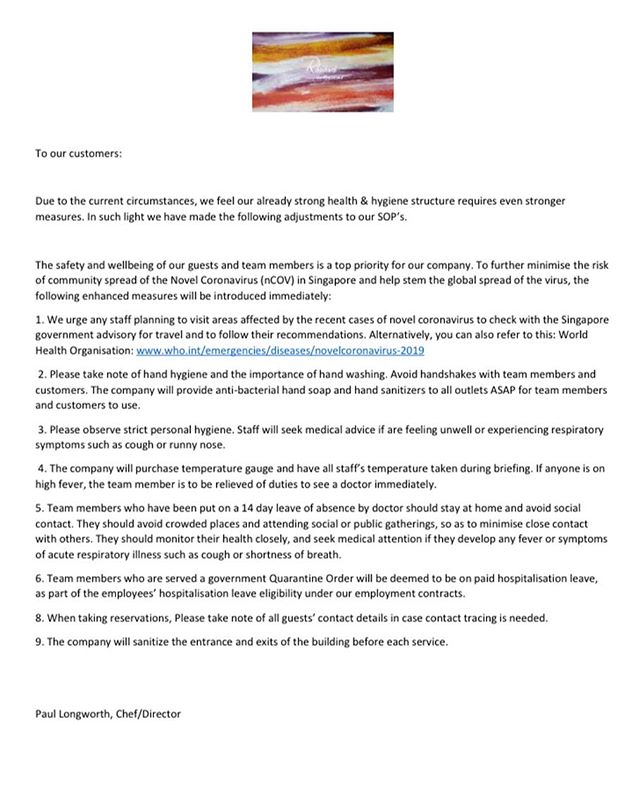 To our customers:
Due to the current circumstances, we feel our already strong health & hygiene structure requires even stronger
measures. In such light we have made the following adjustments to our SOP's.
The safety and wellbeing of our guests and team members is a top priority for our company. To further minimise the risk
of community spread of the Novel Coronavirus (nCOV) in Singapore and help stem the global spread of the virus, the
following enhanced measures will be introduced immediately:
1. We urge any staff planning to visit areas affected by the recent cases of novel coronavirus to check with the Singapore
government advisory for travel and to follow their recommendations. Alternatively, you can also refer to this: World
Health Organisation: www.who.int/emergencies/diseases/novelcoronavirus-2019
2. Please take note of hand hygiene and the importance of hand washing. Avoid handshakes with team members and
customers. The company will provide anti-bacterial hand soap and hand sanitizers to all outlets ASAP for team members
and customers to use.
3. Please observe strict personal hygiene. Staff will seek medical advice if are feeling unwell or experiencing respiratory
symptoms such as cough or runny nose.
4. The company will purchase temperature gauge and have all staff's temperature taken during briefing. If anyone is on
high fever, the team member is to be relieved of duties to see a doctor immediately.
5. Team members who have been put on a 14 day leave of absence by doctor should stay at home and avoid social
contact. They should avoid crowded places and attending social or public gatherings, so as to minimise close contact
with others. They should monitor their health closely, and seek medical attention if they develop any fever or symptoms
of acute respiratory illness such as cough or shortness of breath.
6. Team members who are served a government Quarantine Order will be deemed to be on paid hospitalisation leave,
as part of the employees' hospitalisation leave eligibility under our employment contracts.
8. When taking reservations, Please take note of all guests' contact details in case contact tracing is needed.
9. The company will sanitize the entrance and exits of the building before each service.
Paul Longworth, Chef/Director